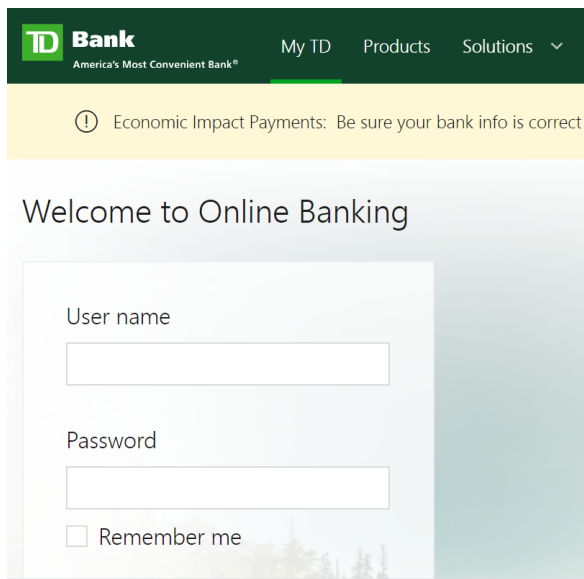 TD Bank
America's Most Convenient Bank®
My TD Products Solutions
Economic Impact Payments: Be sure your bank info is correct
Welcome to Online Banking
User name
Password
Remember me